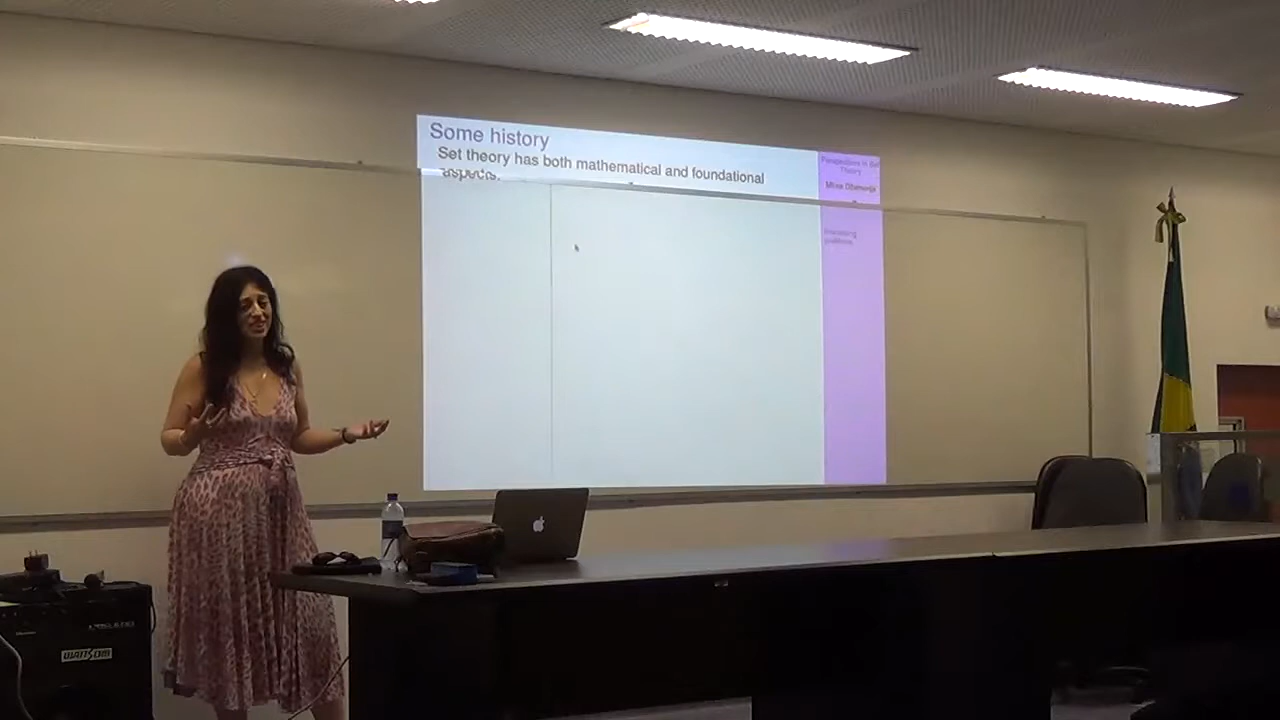 Some history
Set theory has both mathematical and foundational
aspects.
Perspectives in Set
Theory
Mirna Džamonja
Interesting
problems
WATTSOM